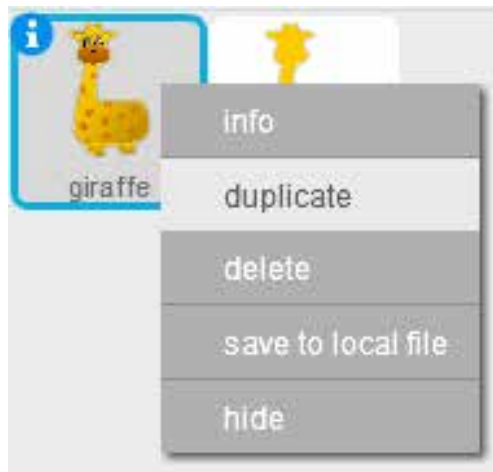 i
giraffe
info
duplicate
delete
save to local file
hide